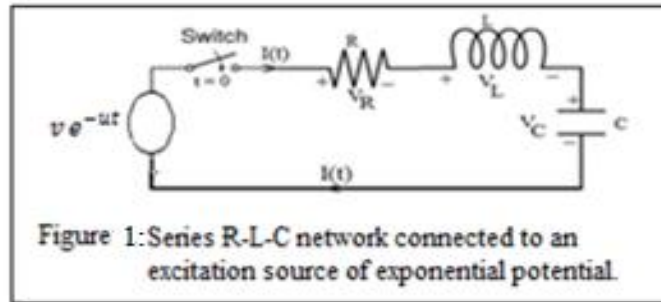 Switch
t = 0
I(t)
R
L
+
−
V_R
+
V_L
−
+
V_C
C
−
ve^{-ut}
I(t)
Figure 1:Series R-L-C network connected to an
excitation source of exponential potential.